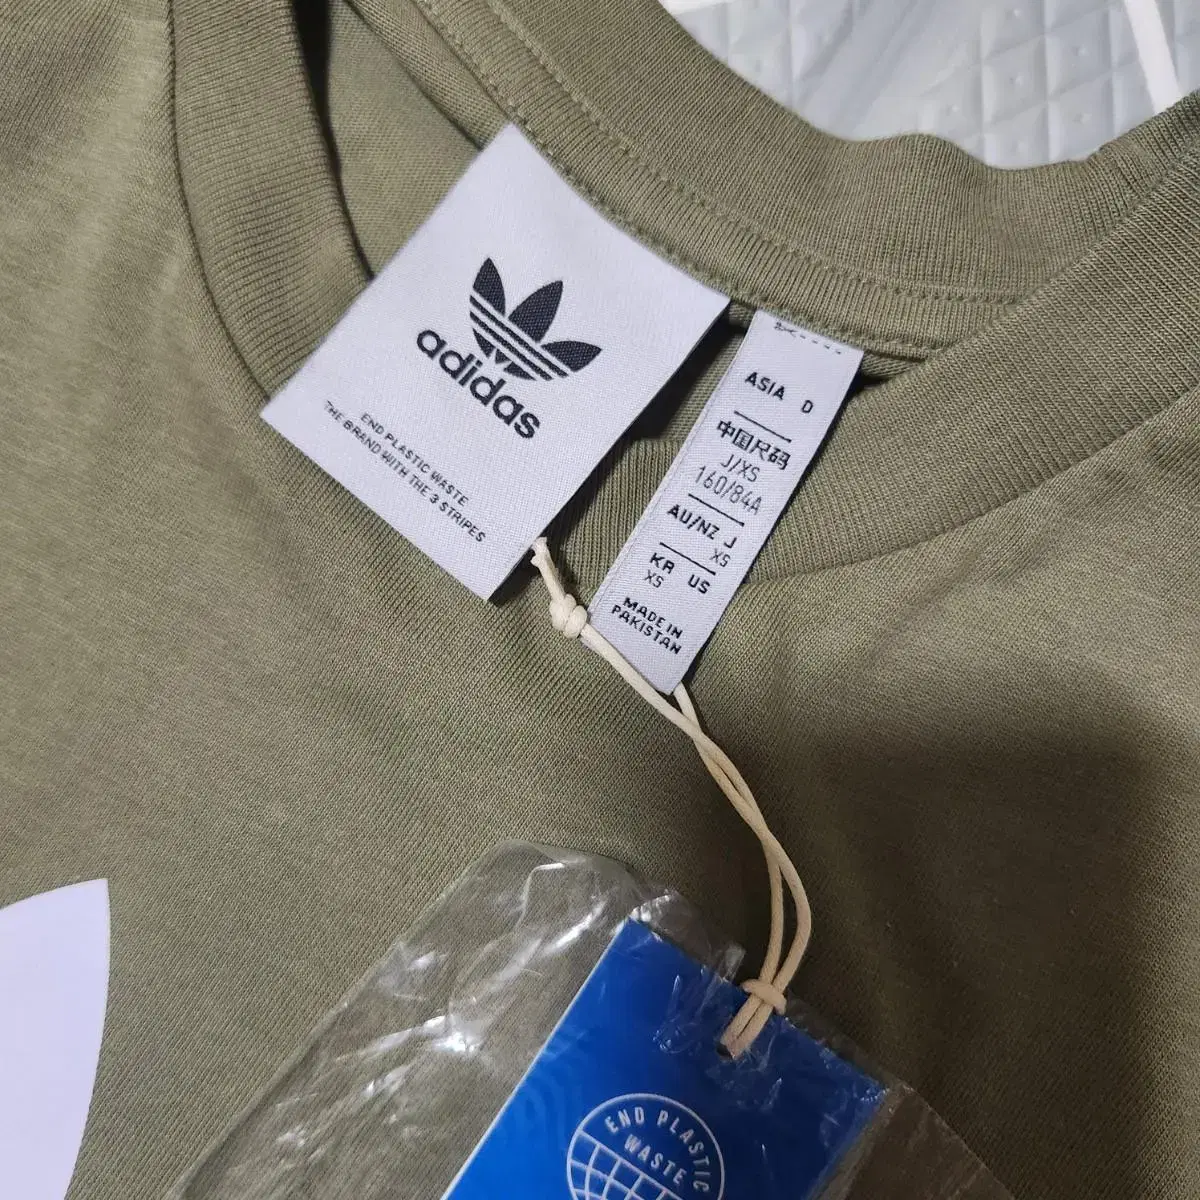 adidas
END PLASTIC WASTE
THE BRAND WITH THE 3 STRIPES
ASIA D
中国尺码
J/XS
160/84A
AU/NZ J
XS
KR US
XS
MADE IN
PAKISTAN
END PLASTIC
WASTE